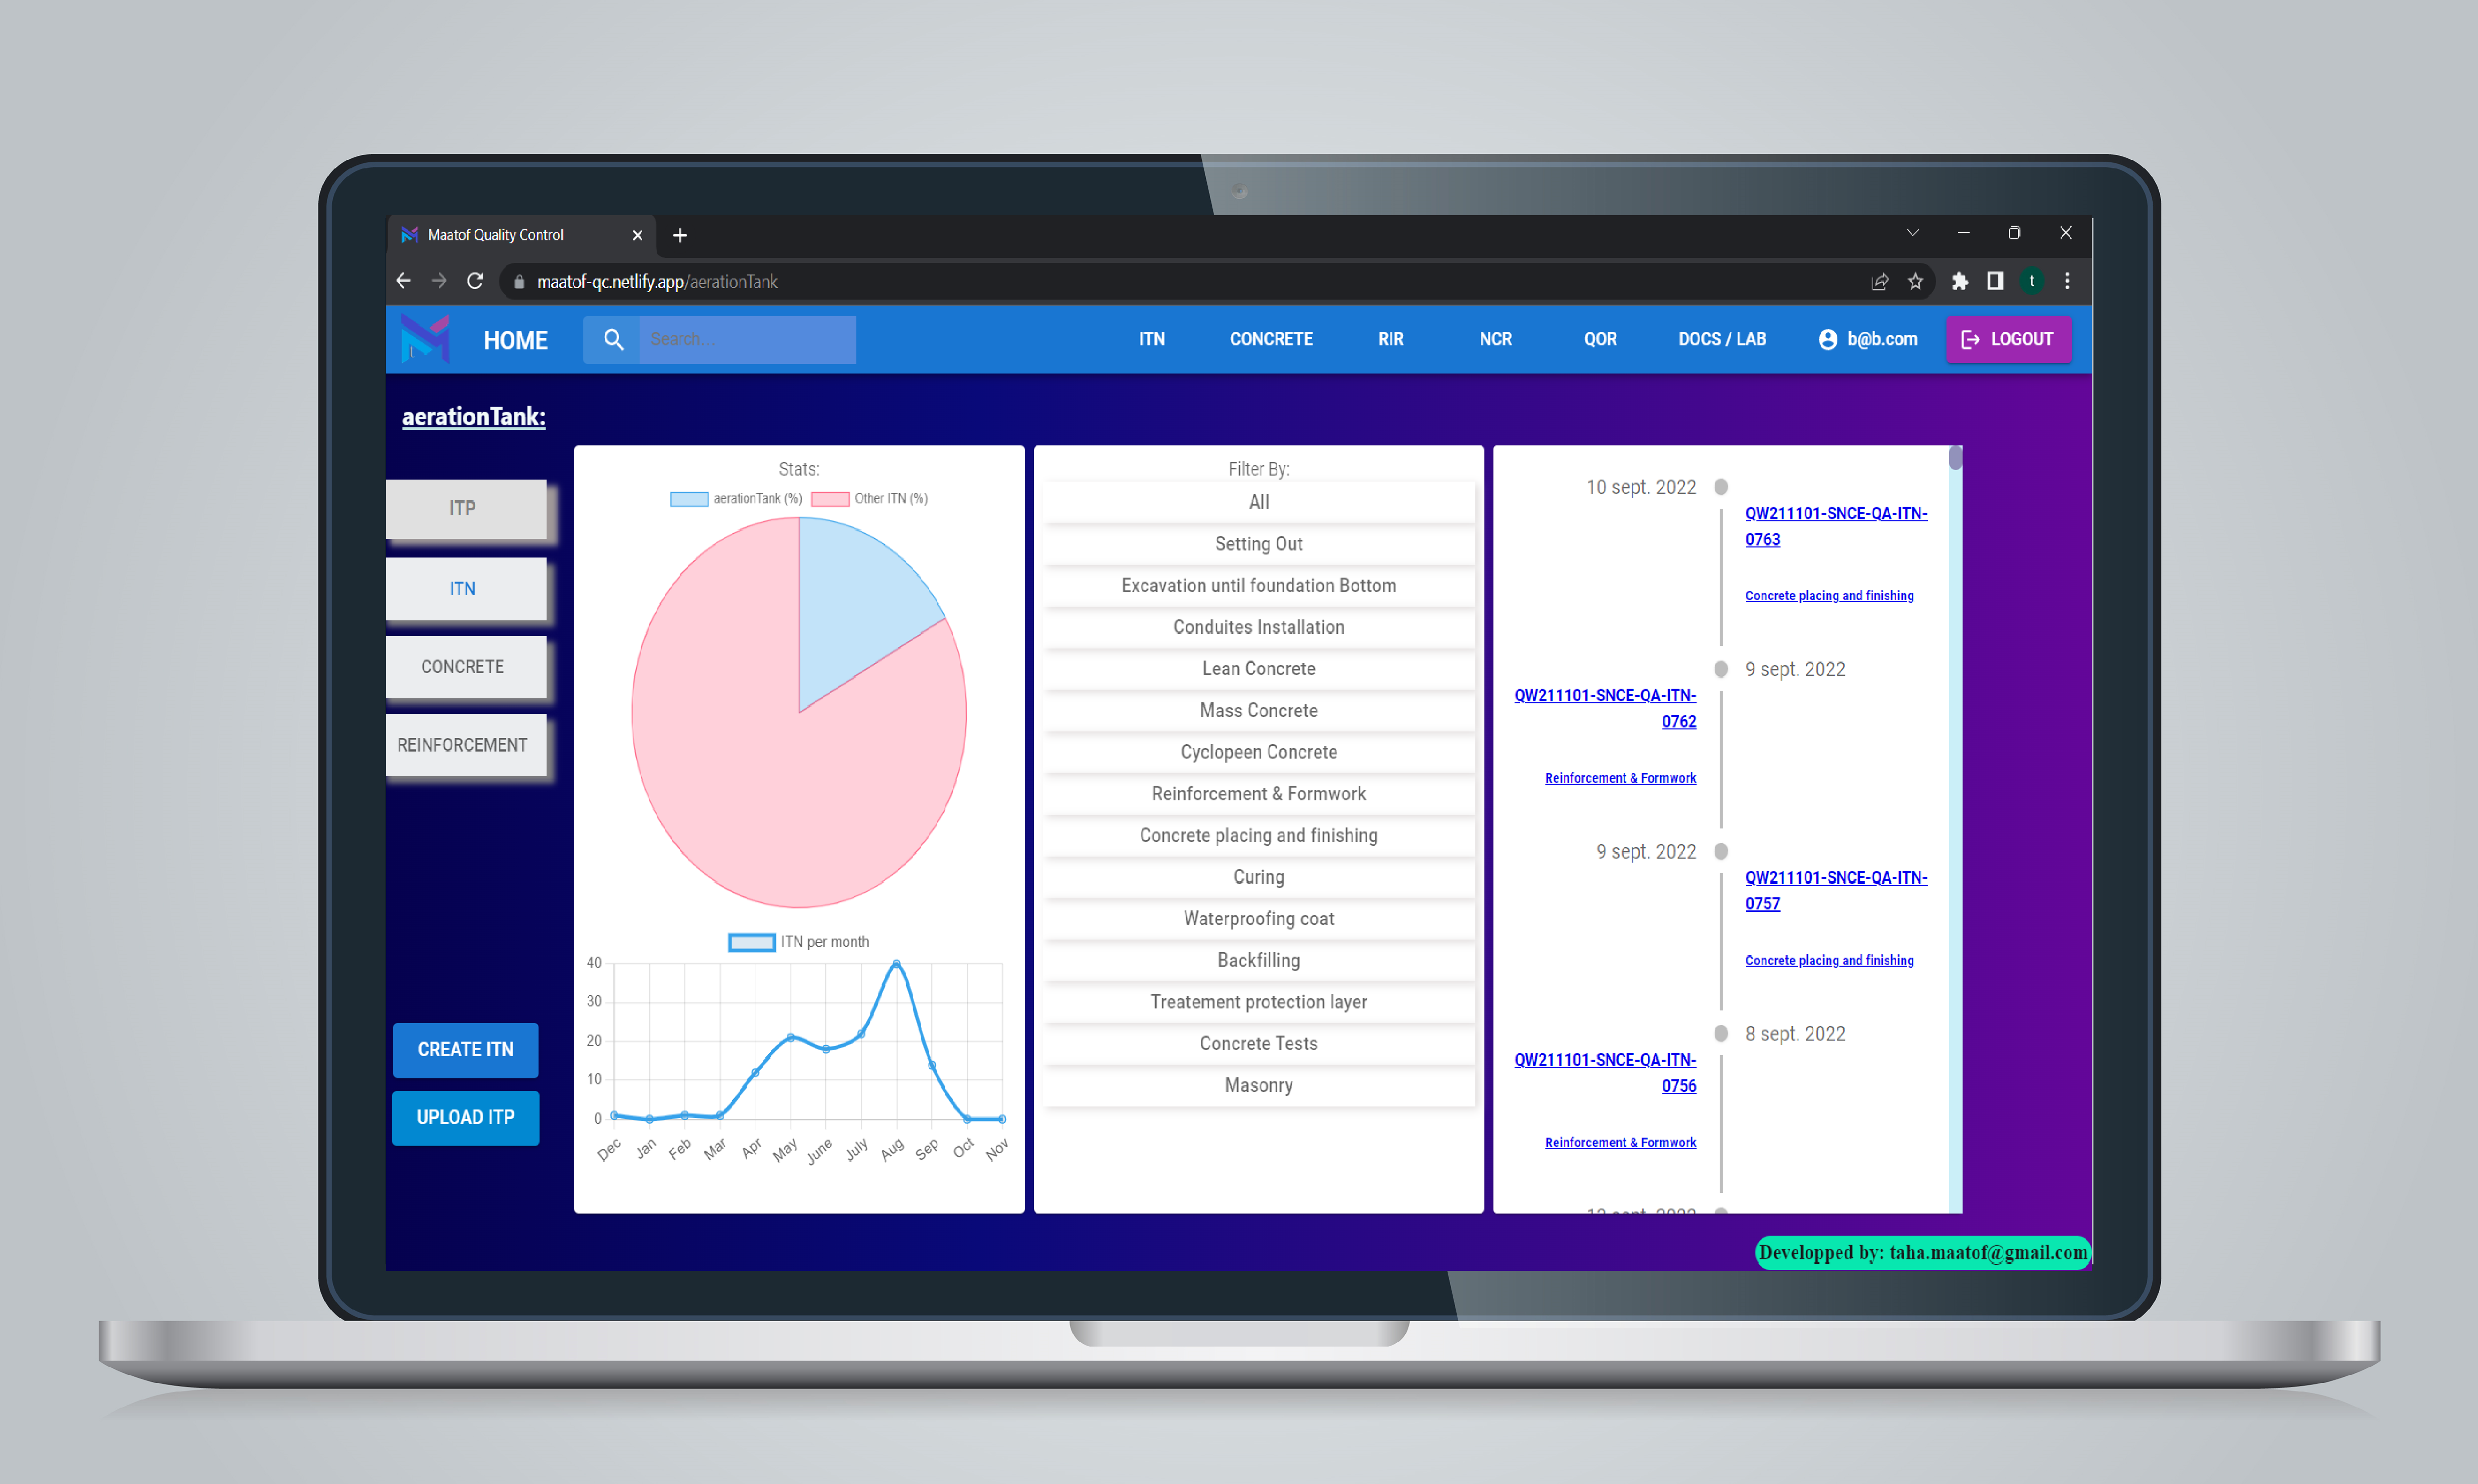 Maatof Quality Control
maatof-qc.netlify.app/aerationTank
t
HOME
Search...
ITN
CONCRETE
RIR
NCR
QOR
DOCS / LAB
b@b.com
LOGOUT
aerationTank:
ITP
ITN
CONCRETE
REINFORCEMENT
CREATE ITN
UPLOAD ITP
Stats:
aerationTank (%)
Other ITN (%)
ITN per month
40
30
20
10
0
Dec
Jan
Feb
Mar
Apr
May
June
July
Aug
Sep
Oct
Nov
Filter By:
All
Setting Out
Excavation until foundation Bottom
Conduites Installation
Lean Concrete
Mass Concrete
Cyclopeen Concrete
Reinforcement & Formwork
Concrete placing and finishing
Curing
Waterproofing coat
Backfilling
Treatement protection layer
Concrete Tests
Masonry
10 sept. 2022
QW211101-SNCE-QA-ITN-
0763
Concrete placing and finishing
9 sept. 2022
QW211101-SNCE-QA-ITN-
0762
Reinforcement & Formwork
9 sept. 2022
QW211101-SNCE-QA-ITN-
0757
Concrete placing and finishing
8 sept. 2022
QW211101-SNCE-QA-ITN-
0756
Reinforcement & Formwork
Developped by: taha.maatof@gmail.com